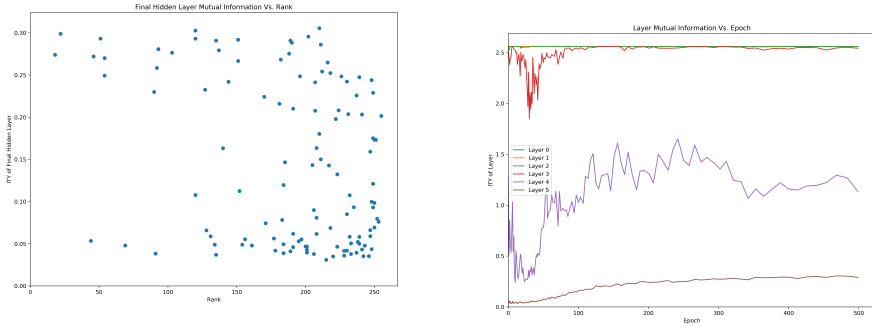 Final Hidden Layer Mutual Information Vs. Rank
ITY of Final Hidden Layer
0.30
0.25
0.20
0.15
0.10
0.05
0.00
0
50
100
150
200
250
Rank
Layer Mutual Information Vs. Epoch
ITY of Layer
2.5
2.0
1.5
1.0
0.5
0.0
Layer 0
Layer 1
Layer 2
Layer 3
Layer 4
Layer 5
0
100
200
300
400
500
Epoch